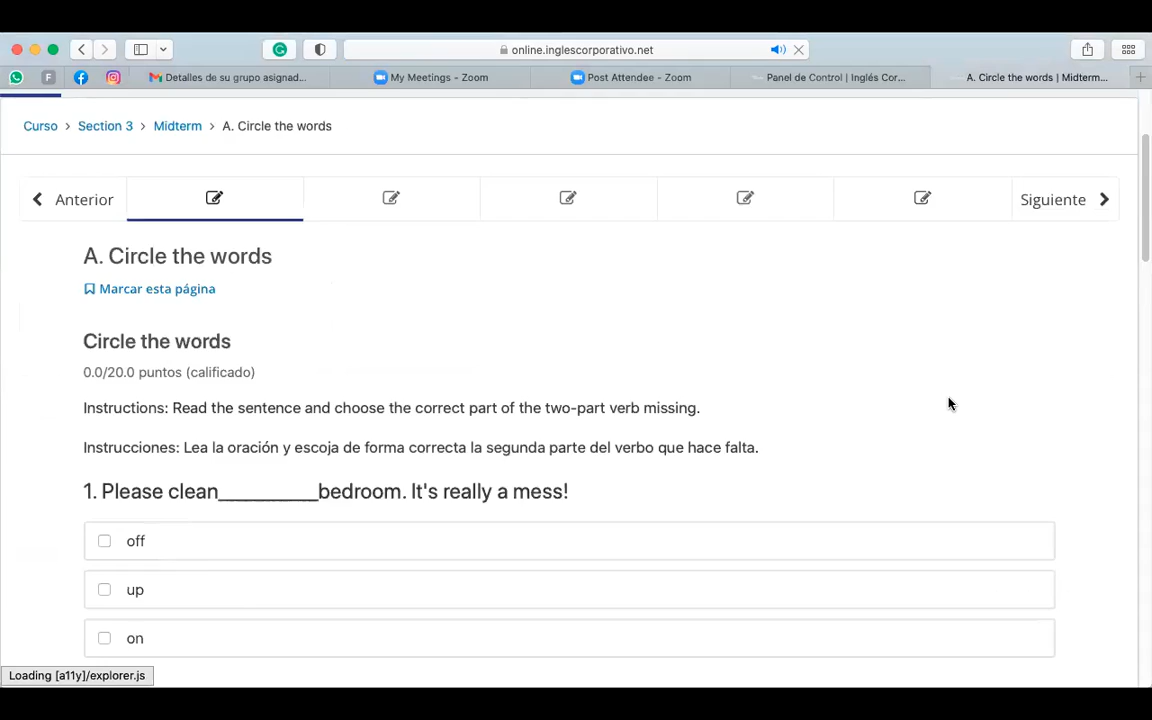 online.inglescorporativo.net
F
Detalles de su grupo asignad...
My Meetings - Zoom
Post Attendee - Zoom
Panel de Control | Inglés Cor...
A. Circle the words | Midterm...
Curso > Section 3 > Midterm > A. Circle the words
Anterior
Siguiente
A. Circle the words
Marcar esta página
Circle the words
0.0/20.0 puntos (calificado)
Instructions: Read the sentence and choose the correct part of the two-part verb missing.
Instrucciones: Lea la oración y escoja de forma correcta la segunda parte del verbo que hace falta.
1. Please clean__________bedroom. It's really a mess!
off
up
on
Loading [a11y]/explorer.js